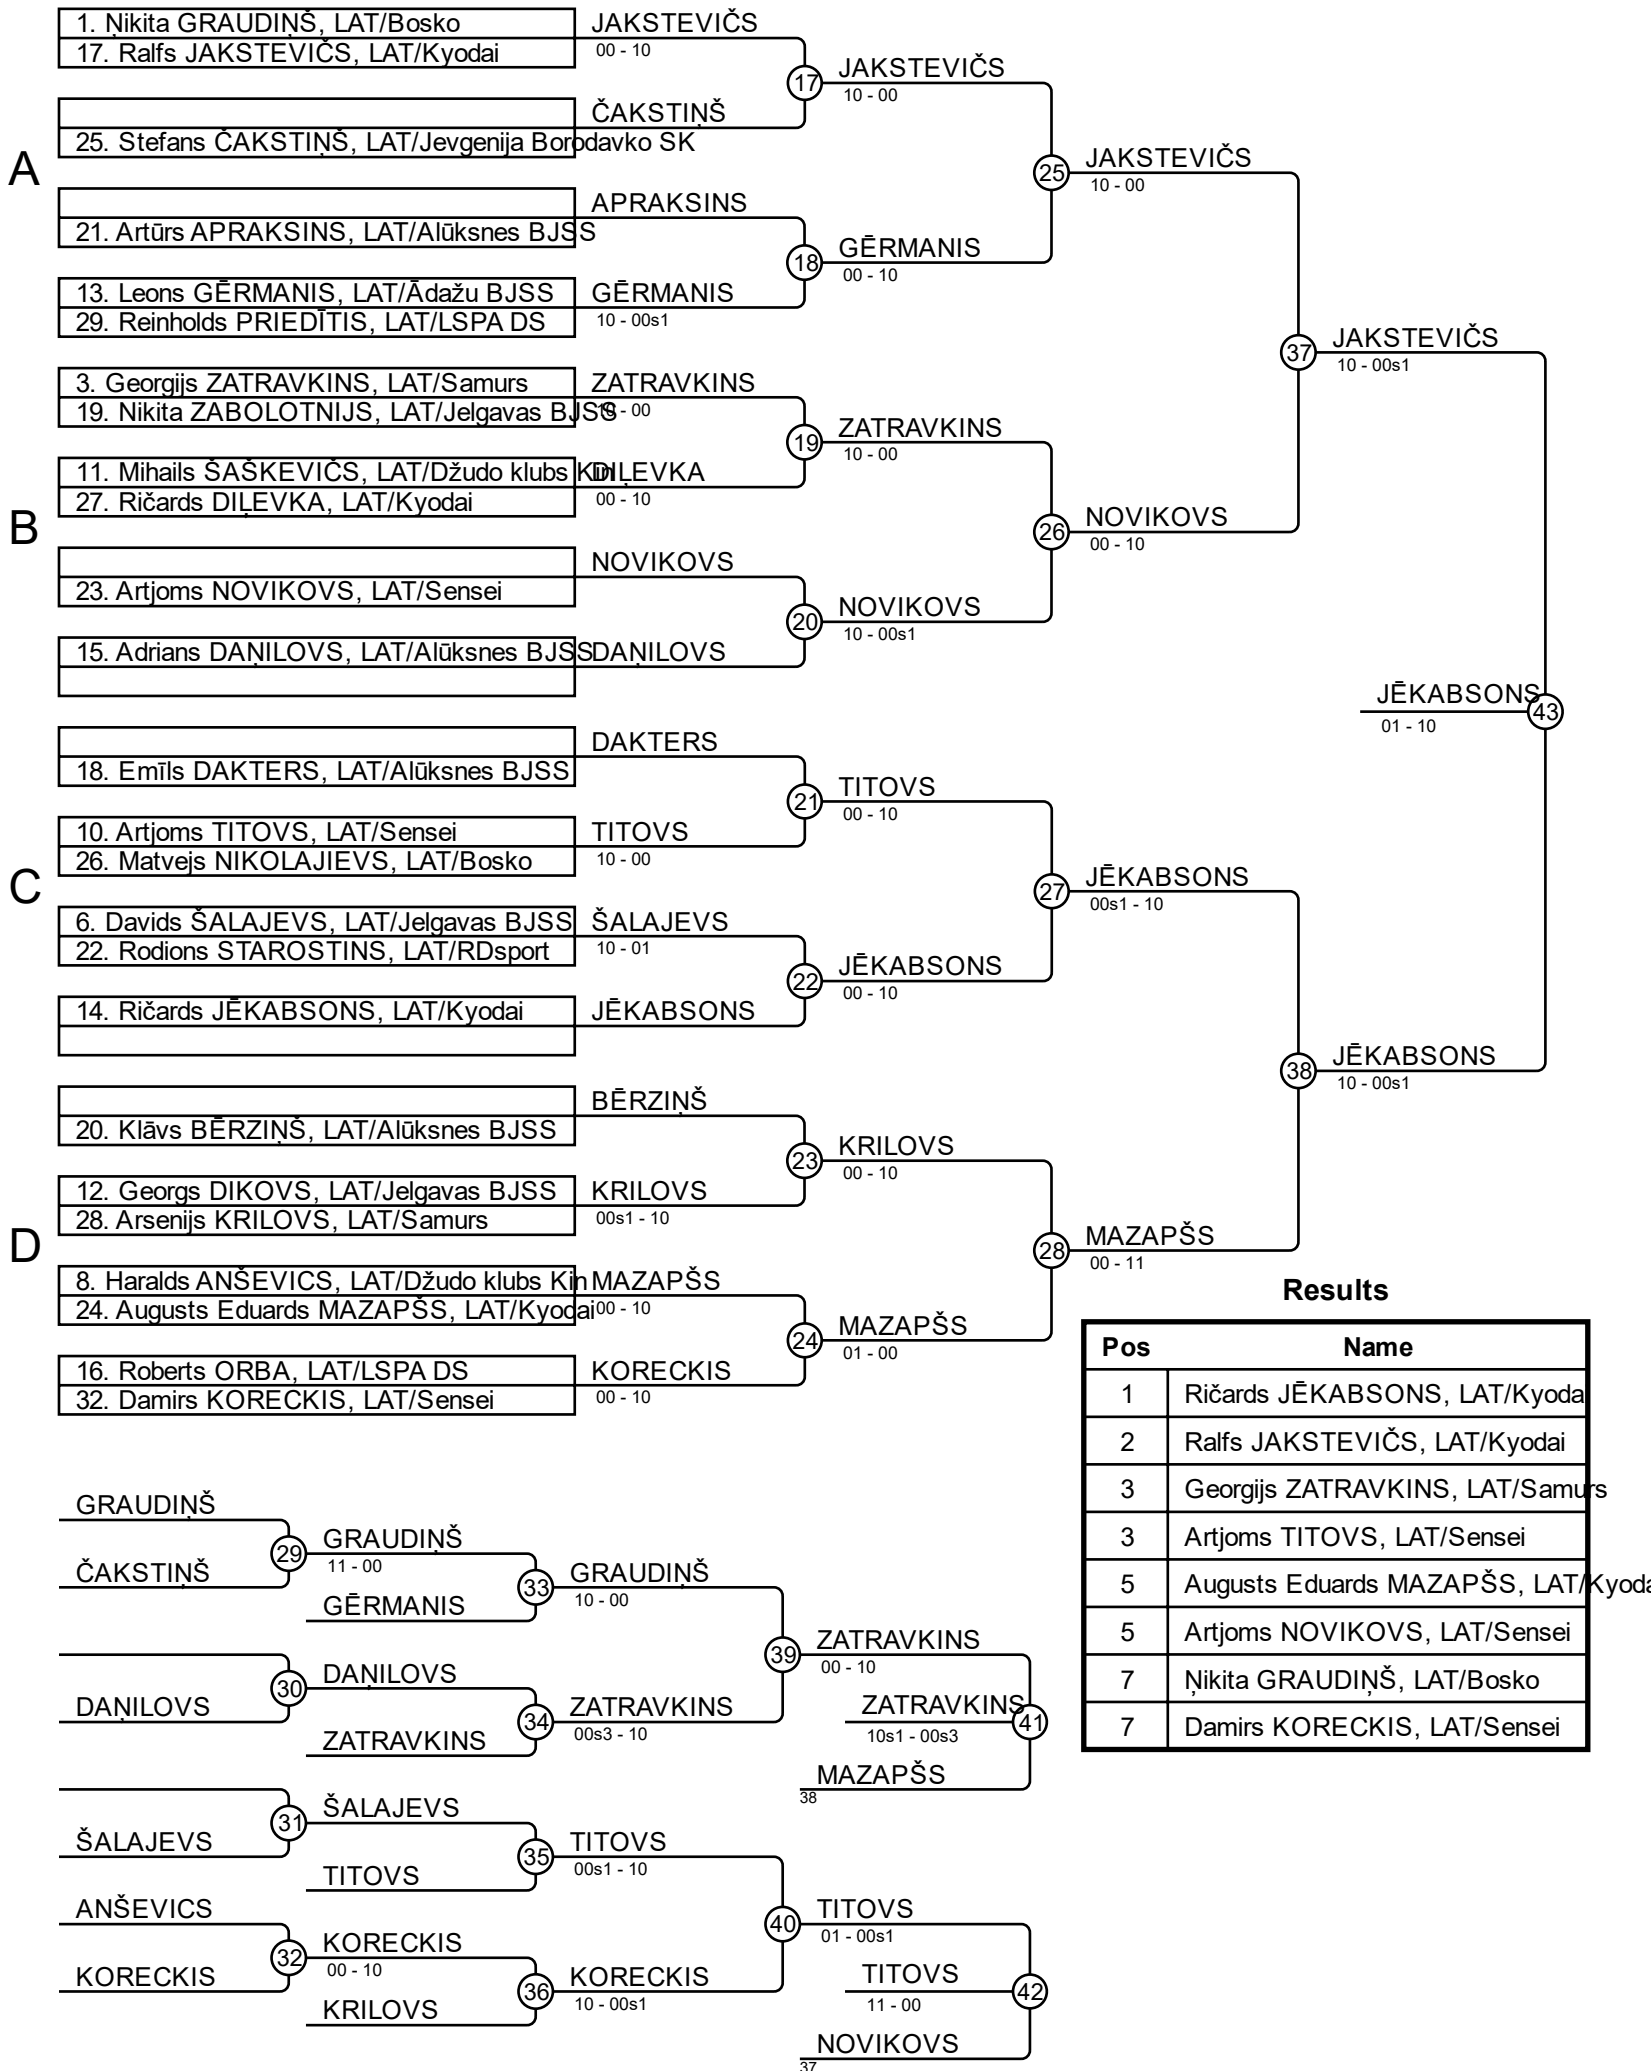 1. Ņikita GRAUDIŅŠ, LAT/Bosko
17. Ralfs JAKSTEVIČS, LAT/Kyodai
JAKSTEVIČS
00 - 10
17
JAKSTEVIČS
10 - 00
ČAKSTIŅŠ
25. Stefans ČAKSTIŅŠ, LAT/Jevgenija Borodavko SK
A
25
JAKSTEVIČS
10 - 00
APRAKSINS
21. Artūrs APRAKSINS, LAT/Alūksnes BJSS
18
GĒRMANIS
00 - 10
13. Leons GĒRMANIS, LAT/Ādažu BJSS
29. Reinholds PRIEDĪTIS, LAT/LSPA DS
GĒRMANIS
10 - 00s1
37
JAKSTEVIČS
10 - 00s1
3. Georgijs ZATRAVKINS, LAT/Samurs
19. Nikita ZABOLOTNIJS, LAT/Jelgavas BJSS
ZATRAVKINS
10 - 00
19
ZATRAVKINS
10 - 00
11. Mihails ŠAŠKEVIČS, LAT/Džudo klubs Kin
27. Ričards DIĻEVKA, LAT/Kyodai
DIĻEVKA
00 - 10
B
26
NOVIKOVS
00 - 10
NOVIKOVS
23. Artjoms NOVIKOVS, LAT/Sensei
20
NOVIKOVS
10 - 00s1
15. Adrians DAŅILOVS, LAT/Alūksnes BJSS
DAŅILOVS
JĒKABSONS
01 - 10
43
DAKTERS
18. Emīls DAKTERS, LAT/Alūksnes BJSS
21
TITOVS
00 - 10
10. Artjoms TITOVS, LAT/Sensei
26. Matvejs NIKOLAJIEVS, LAT/Bosko
TITOVS
10 - 00
C
27
JĒKABSONS
00s1 - 10
6. Davids ŠALAJEVS, LAT/Jelgavas BJSS
22. Rodions STAROSTINS, LAT/RDsport
ŠALAJEVS
10 - 01
22
JĒKABSONS
00 - 10
14. Ričards JĒKABSONS, LAT/Kyodai
JĒKABSONS
38
JĒKABSONS
10 - 00s1
BĒRZIŅŠ
20. Klāvs BĒRZIŅŠ, LAT/Alūksnes BJSS
23
KRILOVS
00 - 10
12. Georgs DIKOVS, LAT/Jelgavas BJSS
28. Arsenijs KRILOVS, LAT/Samurs
KRILOVS
00s1 - 10
D
28
MAZAPŠS
00 - 11
8. Haralds ANŠEVICS, LAT/Džudo klubs Kin
24. Augusts Eduards MAZAPŠS, LAT/Kyodai
MAZAPŠS
00 - 10
24
MAZAPŠS
01 - 00
16. Roberts ORBA, LAT/LSPA DS
32. Damirs KORECKIS, LAT/Sensei
KORECKIS
00 - 10
Results
Pos Name
1 Ričards JĒKABSONS, LAT/Kyoda
2 Ralfs JAKSTEVIČS, LAT/Kyodai
3 Georgijs ZATRAVKINS, LAT/Samurs
3 Artjoms TITOVS, LAT/Sensei
5 Augusts Eduards MAZAPŠS, LAT/Kyoda
5 Artjoms NOVIKOVS, LAT/Sensei
7 Ņikita GRAUDIŅŠ, LAT/Bosko
7 Damirs KORECKIS, LAT/Sensei
GRAUDIŅŠ
ČAKSTIŅŠ
29
GRAUDIŅŠ
11 - 00
GĒRMANIS
33
GRAUDIŅŠ
10 - 00
DAŅILOVS
30
DAŅILOVS
ZATRAVKINS
34
ZATRAVKINS
00s3 - 10
39
ZATRAVKINS
00 - 10
ZATRAVKINS
10s1 - 00s3
41
MAZAPŠS
38
ŠALAJEVS
31
ŠALAJEVS
TITOVS
35
TITOVS
00s1 - 10
ANŠEVICS
KORECKIS
32
KORECKIS
00 - 10
KRILOVS
36
KORECKIS
10 - 00s1
40
TITOVS
01 - 00s1
TITOVS
11 - 00
42
NOVIKOVS
37